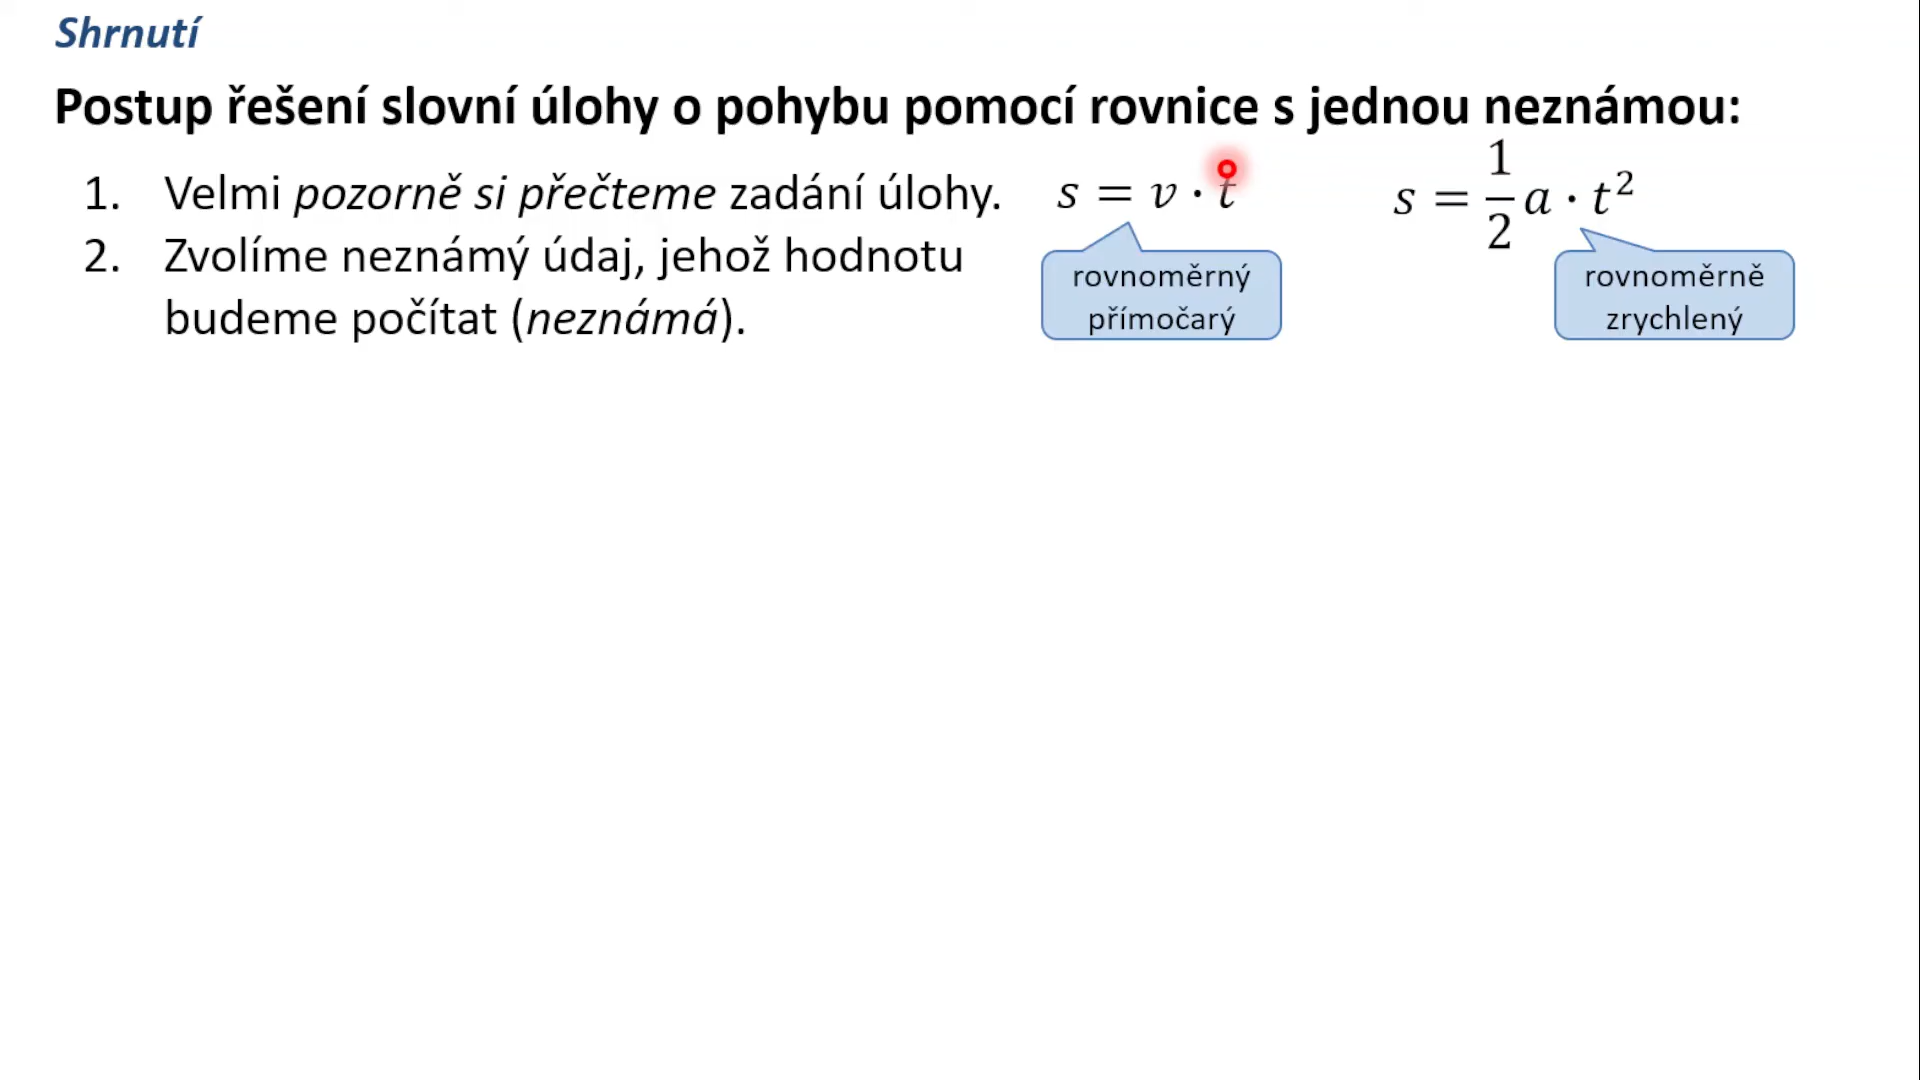 Shrnutí
Postup řešení slovní úlohy o pohybu pomocí rovnice s jednou neznámou:
1. Velmi pozorně si přečteme zadání úlohy.
2. Zvolíme neznámý údaj, jehož hodnotu
budeme počítat (neznámá).
s = v · t
rovnoměrný
přímočarý
s = 1/2 a · t²
rovnoměrně
zrychlený